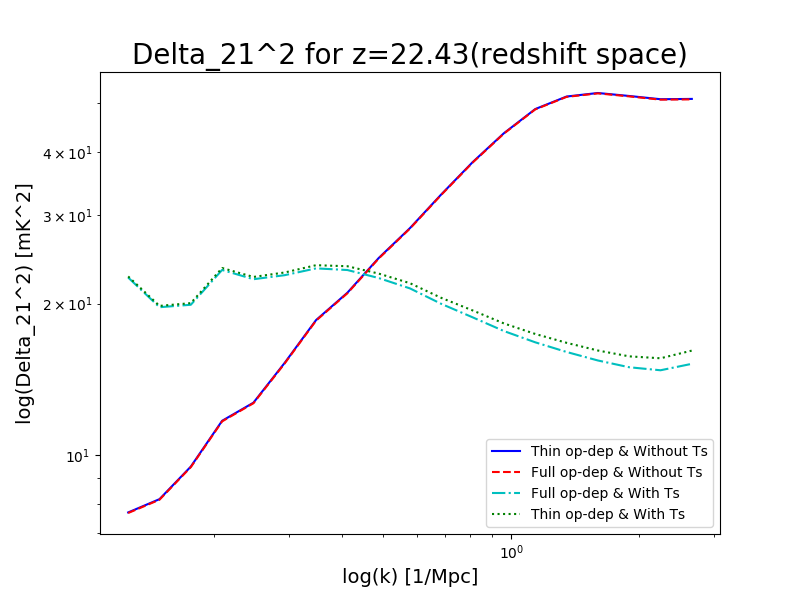 Delta_21^2 for z=22.43(redshift space)
log(Delta_21^2) [mK^2]
4 × 10^1
3 × 10^1
2 × 10^1
10^1
Thin op-dep & Without Ts
Full op-dep & Without Ts
Full op-dep & With Ts
Thin op-dep & With Ts
10^0
log(k) [1/Mpc]